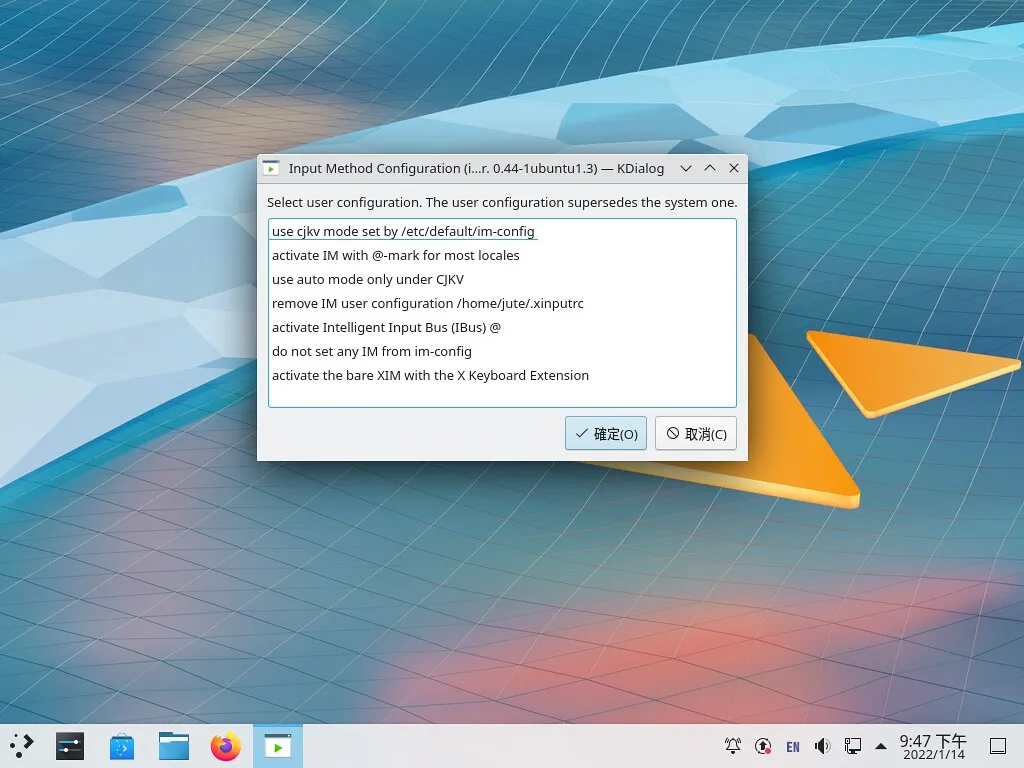 Input Method Configuration (i...r. 0.44-1ubuntu1.3) — KDialog
Select user configuration. The user configuration supersedes the system one.
use cjkv mode set by /etc/default/im-config
activate IM with @-mark for most locales
use auto mode only under CJKV
remove IM user configuration /home/jute/.xinputrc
activate Intelligent Input Bus (IBus) @
do not set any IM from im-config
activate the bare XIM with the X Keyboard Extension
確定(O) 取消(C)
EN 9:47 下午
2022/1/14